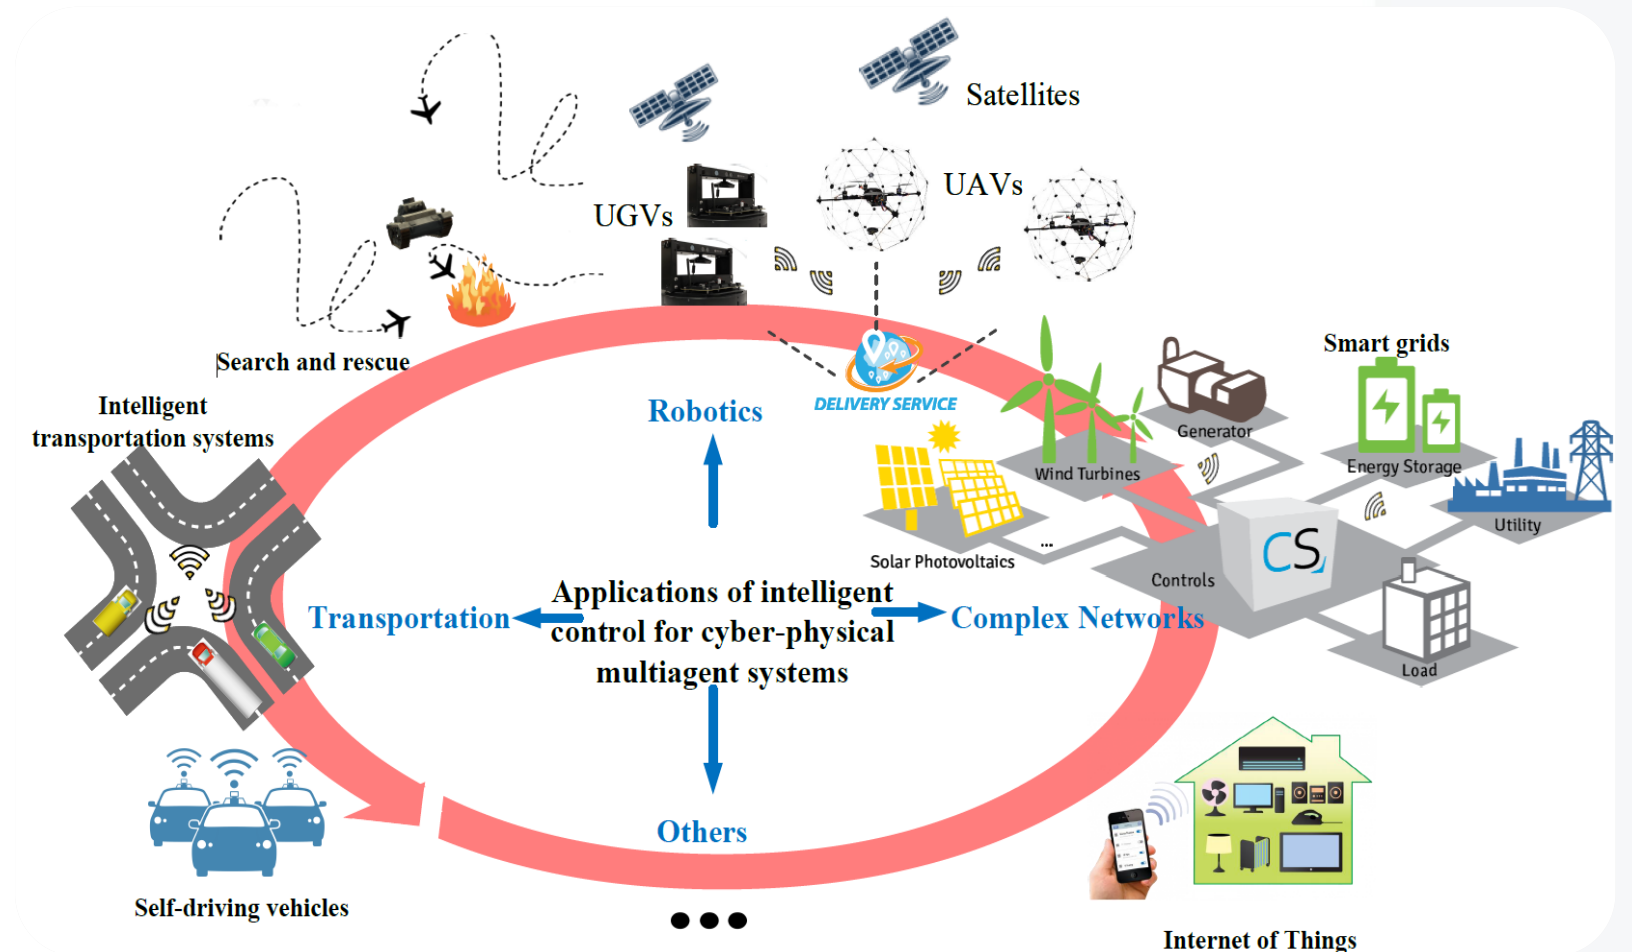 Satellites
UAVs
UGVs
Search and rescue
Smart grids
DELIVERY SERVICE
Robotics
Intelligent
transportation systems
Generator
Wind Turbines
Energy Storage
Utility
Solar Photovoltaics
...
CS
Controls
Load
Applications of intelligent
control for cyber-physical
multiagent systems
Transportation
Complex Networks
Others
Self-driving vehicles
Internet of Things